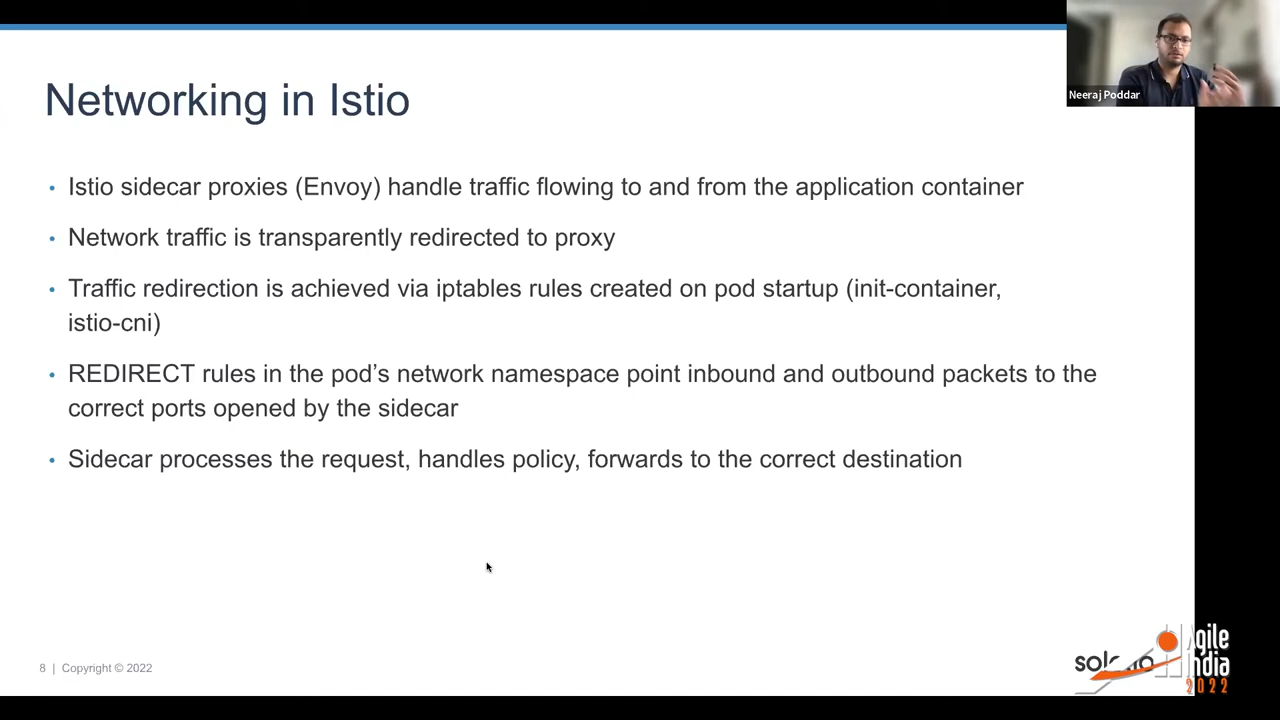 Neeraj Poddar
Networking in Istio
• Istio sidecar proxies (Envoy) handle traffic flowing to and from the application container
• Network traffic is transparently redirected to proxy
• Traffic redirection is achieved via iptables rules created on pod startup (init-container,
istio-cni)
• REDIRECT rules in the pod’s network namespace point inbound and outbound packets to the
correct ports opened by the sidecar
• Sidecar processes the request, handles policy, forwards to the correct destination
8 | Copyright © 2022
Agile
India
2022